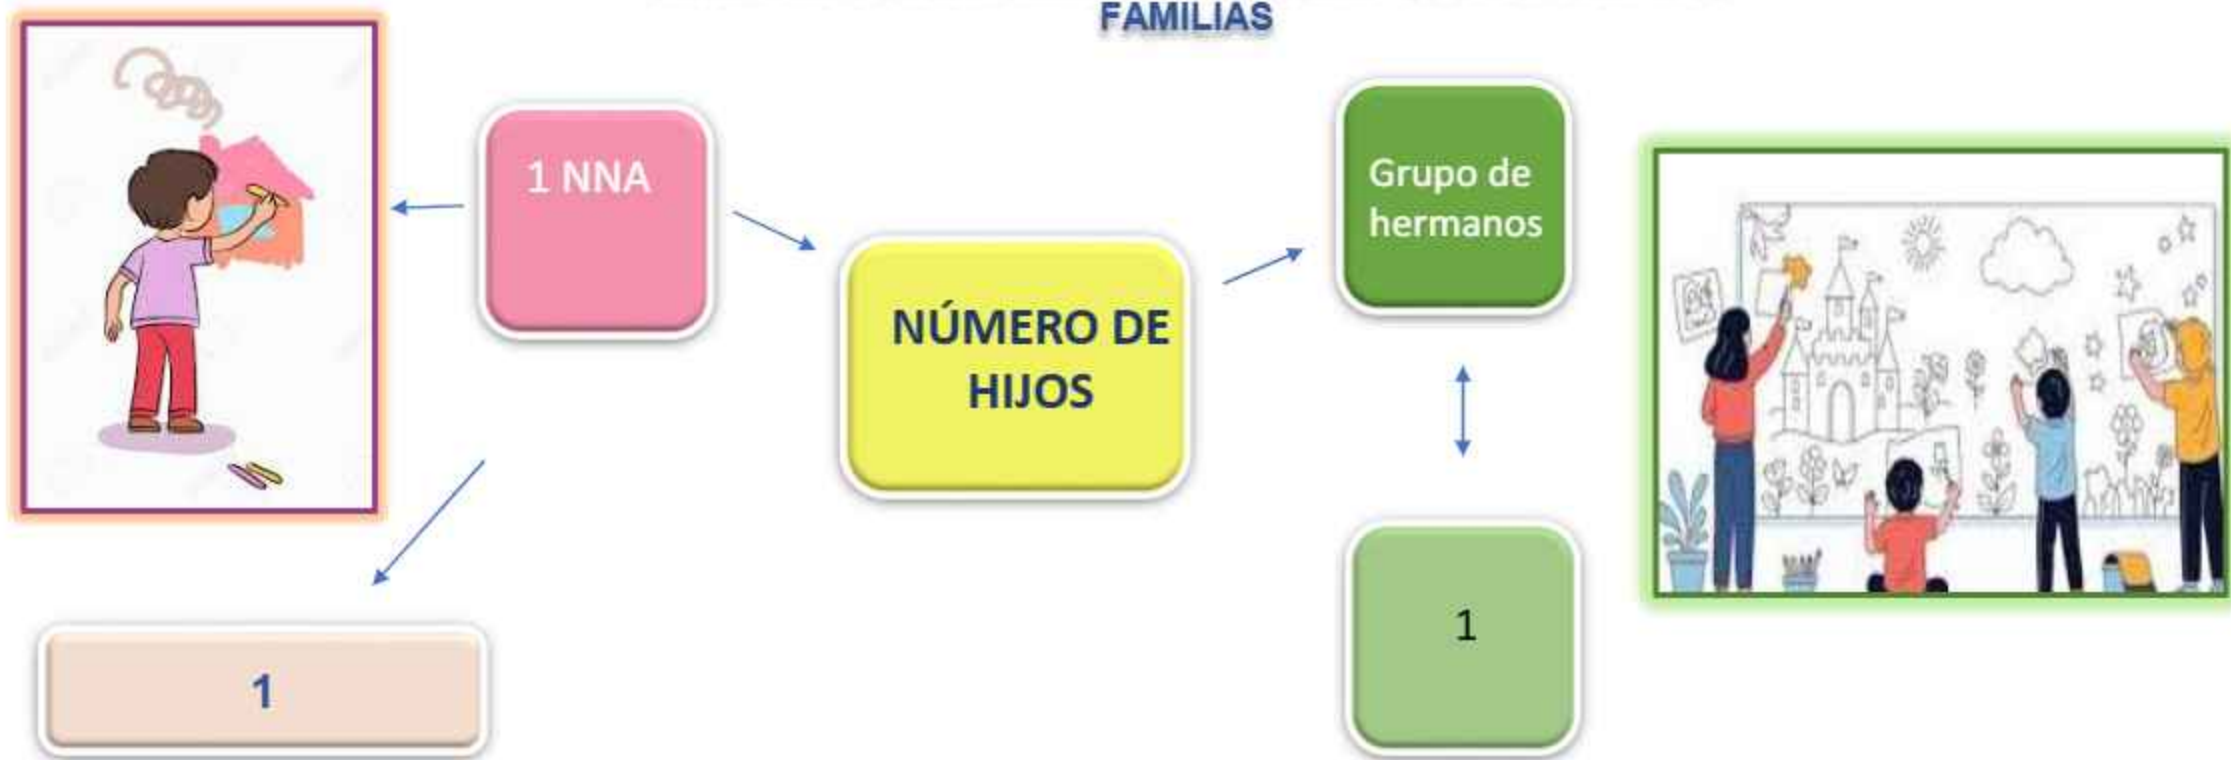 FAMILIAS
1 NNA
Grupo de
hermanos
NÚMERO DE
HIJOS
1
1